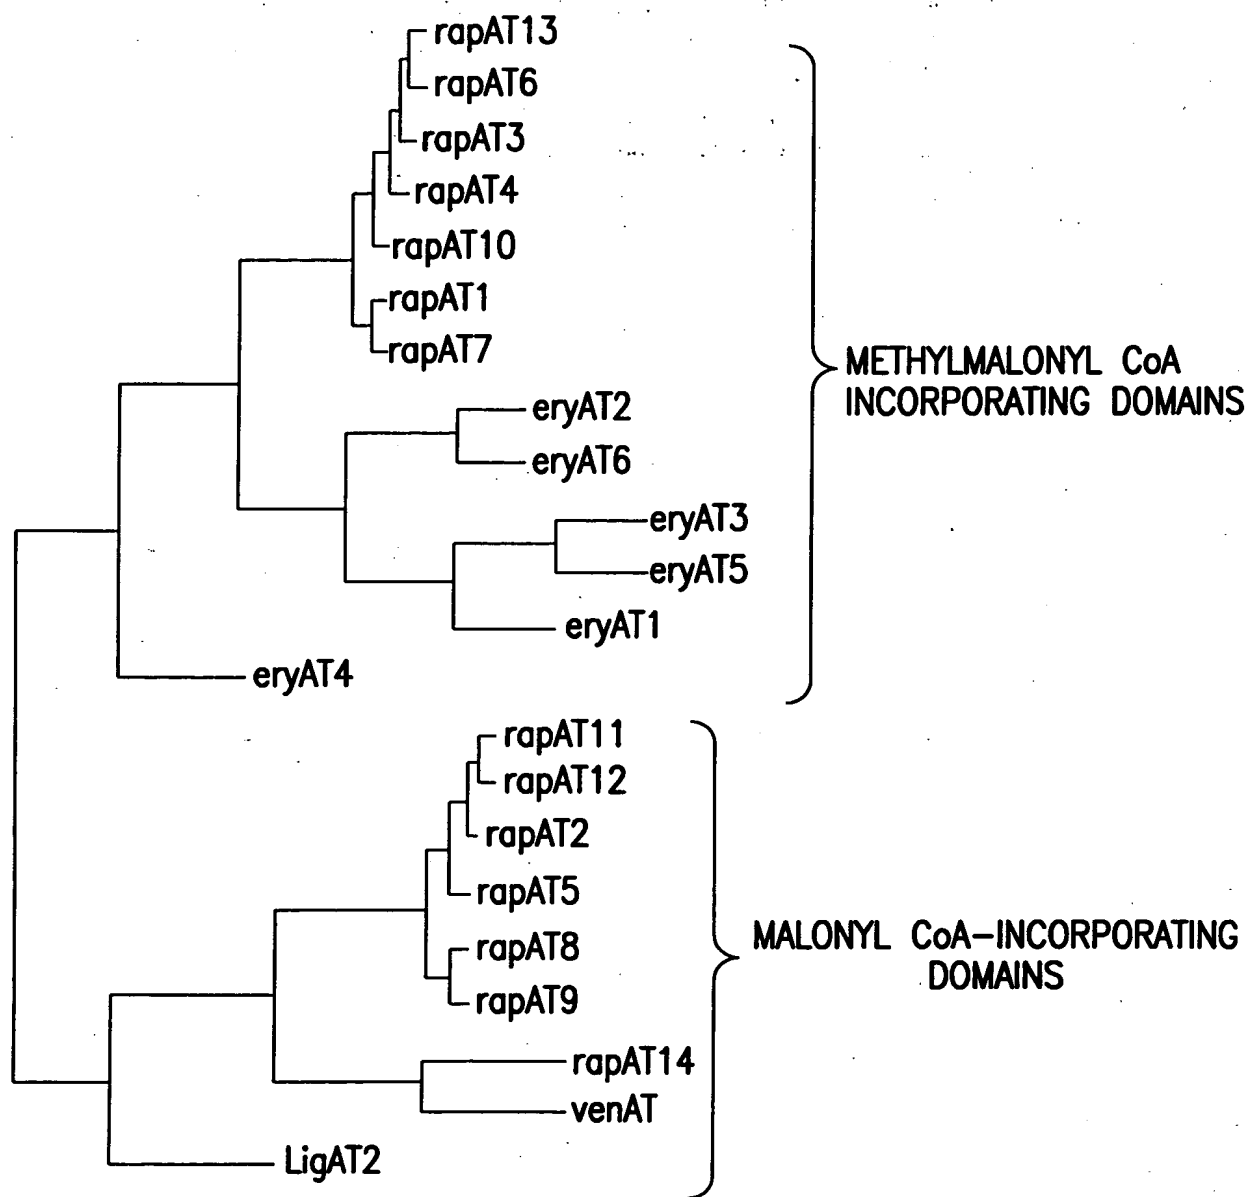 rapAT13
rapAT6
rapAT3
rapAT4
rapAT10
rapAT1
rapAT7
eryAT2
eryAT6
eryAT3
eryAT5
eryAT1
eryAT4
METHYLMALONYL CoA
INCORPORATING DOMAINS
rapAT11
rapAT12
rapAT2
rapAT5
rapAT8
rapAT9
rapAT14
venAT
LigAT2
MALONYL CoA-INCORPORATING
DOMAINS